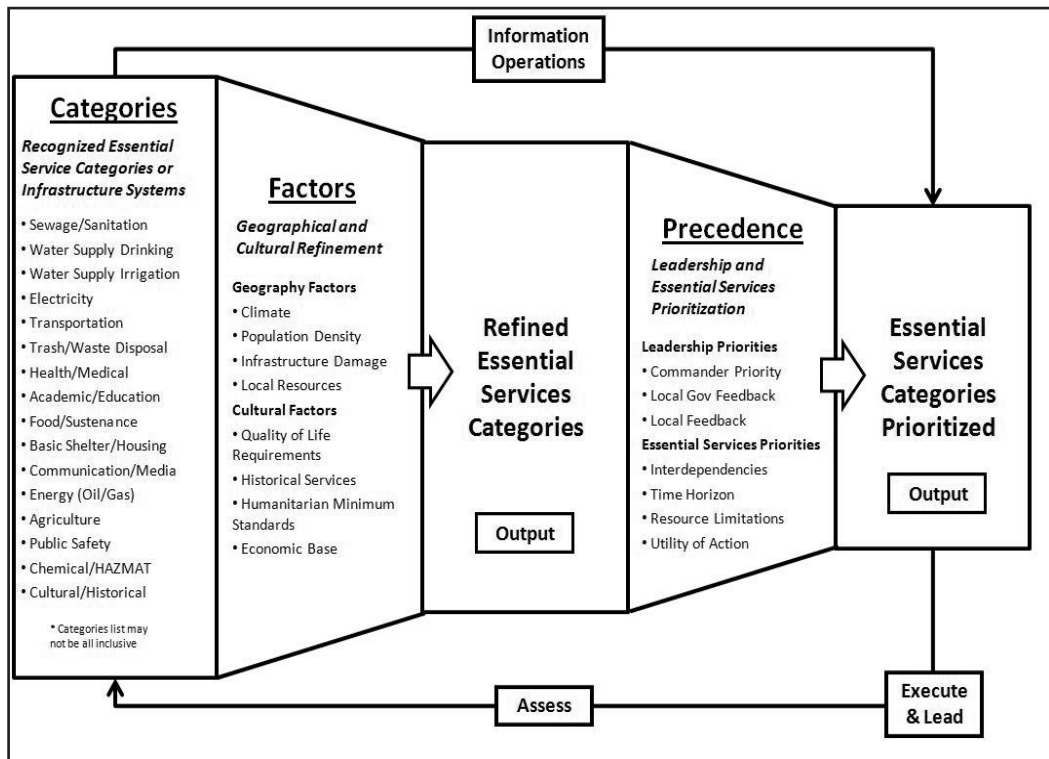 Information
Operations
Categories
Recognized Essential
Service Categories or
Infrastructure Systems
• Sewage/Sanitation
• Water Supply Drinking
• Water Supply Irrigation
• Electricity
• Transportation
• Trash/Waste Disposal
• Health/Medical
• Academic/Education
• Food/Sustenance
• Basic Shelter/Housing
• Communication/Media
• Energy (Oil/Gas)
• Agriculture
• Public Safety
• Chemical/HAZMAT
• Cultural/Historical
* Categories list may
not be all inclusive
Factors
Geographical and
Cultural Refinement
Geography Factors
• Climate
• Population Density
• Infrastructure Damage
• Local Resources
Cultural Factors
• Quality of Life
Requirements
• Historical Services
• Humanitarian Minimum
Standards
• Economic Base
Refined
Essential
Services
Categories
Output
Precedence
Leadership and
Essential Services
Prioritization
Leadership Priorities
• Commander Priority
• Local Gov Feedback
• Local Feedback
Essential Services Priorities
• Interdependencies
• Time Horizon
• Resource Limitations
• Utility of Action
Essential
Services
Categories
Prioritized
Output
Execute
& Lead
Assess